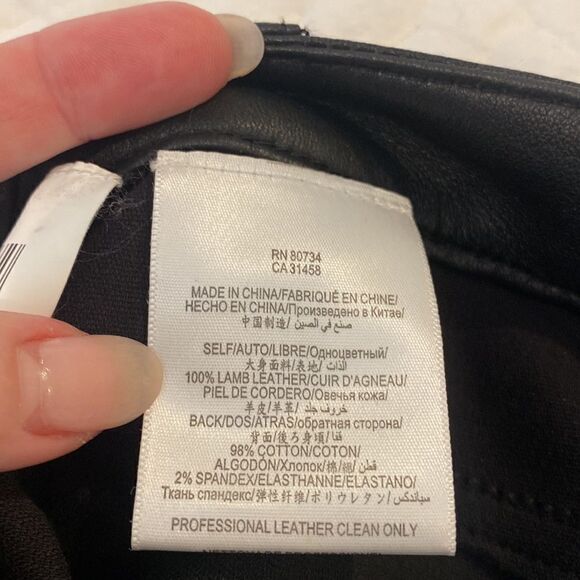 RN 80734
CA 31458
MADE IN CHINA/FABRIQUÉ EN CHINE/
HECHO EN CHINA/Произведено в Китае/
中国制造/ صنع في الصين/
SELF/AUTO/LIBRE/Одноцветный/
大身面料/表地/ الذات/
100% LAMB LEATHER/CUIR D'AGNEAU/
PIEL DE CORDERO/Овечья кожа/
羊皮/羊革/ خروف جلد/
BACK/DOS/ATRAS/обратная сторона/
背面/後ろ身頃/ قفا/
98% COTTON/COTON/
ALGODÓN/Хлопок/棉/綿/ قطن/
2% SPANDEX/ELASTHANNE/ELASTANO/
Ткань спандекс/弹性纤维/ポリウレタン/ سباندكس/
PROFESSIONAL LEATHER CLEAN ONLY